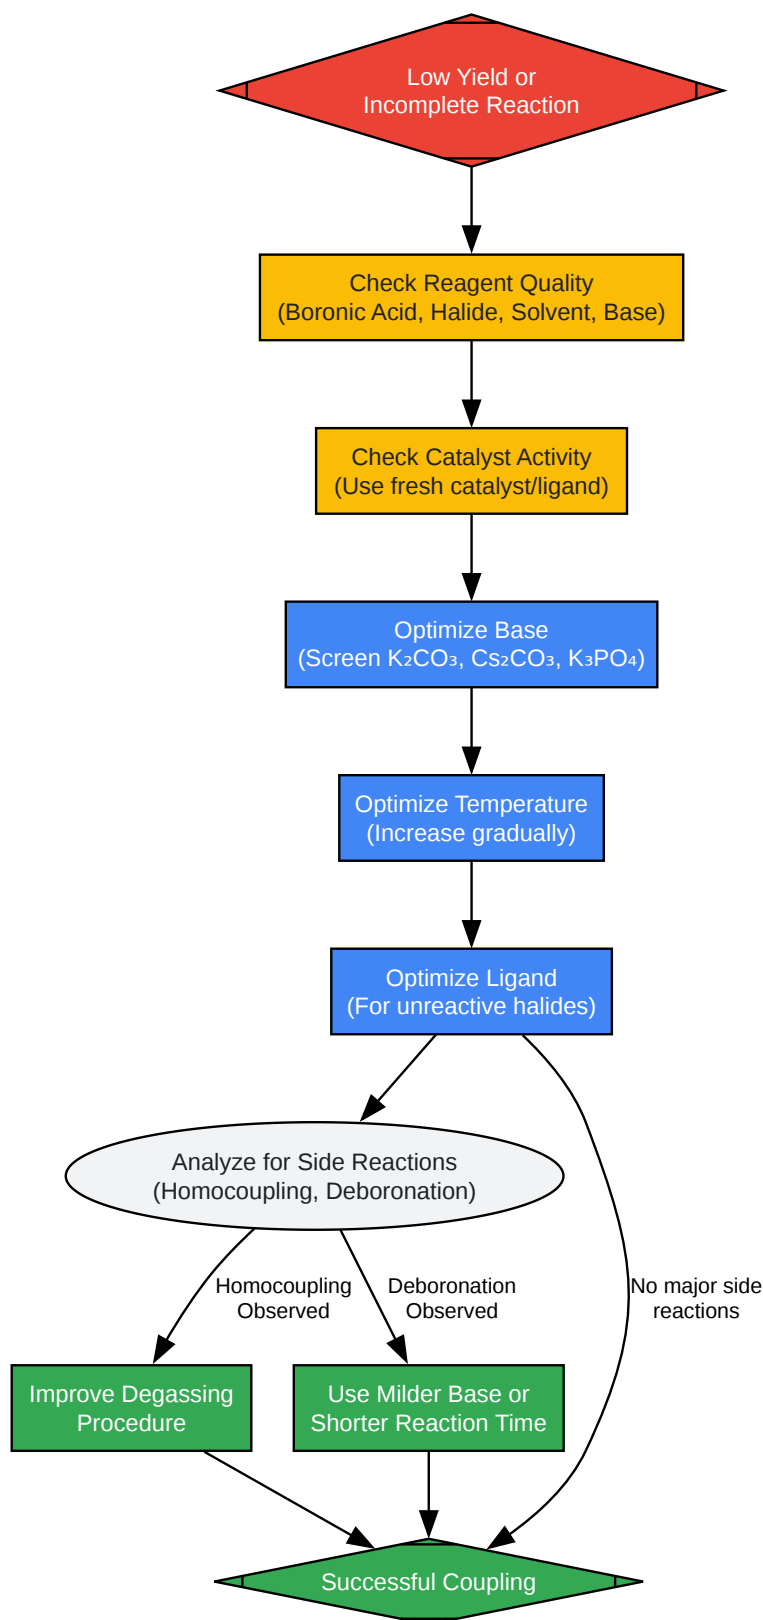 Low Yield or
Incomplete Reaction
Check Reagent Quality
(Boronic Acid, Halide, Solvent, Base)
Check Catalyst Activity
(Use fresh catalyst/ligand)
Optimize Base
(Screen K₂CO₃, Cs₂CO₃, K₃PO₄)
Optimize Temperature
(Increase gradually)
Optimize Ligand
(For unreactive halides)
Analyze for Side Reactions
(Homocoupling, Deboronation)
Homocoupling
Observed
Deboronation
Observed
No major side
reactions
Improve Degassing
Procedure
Use Milder Base or
Shorter Reaction Time
Successful Coupling